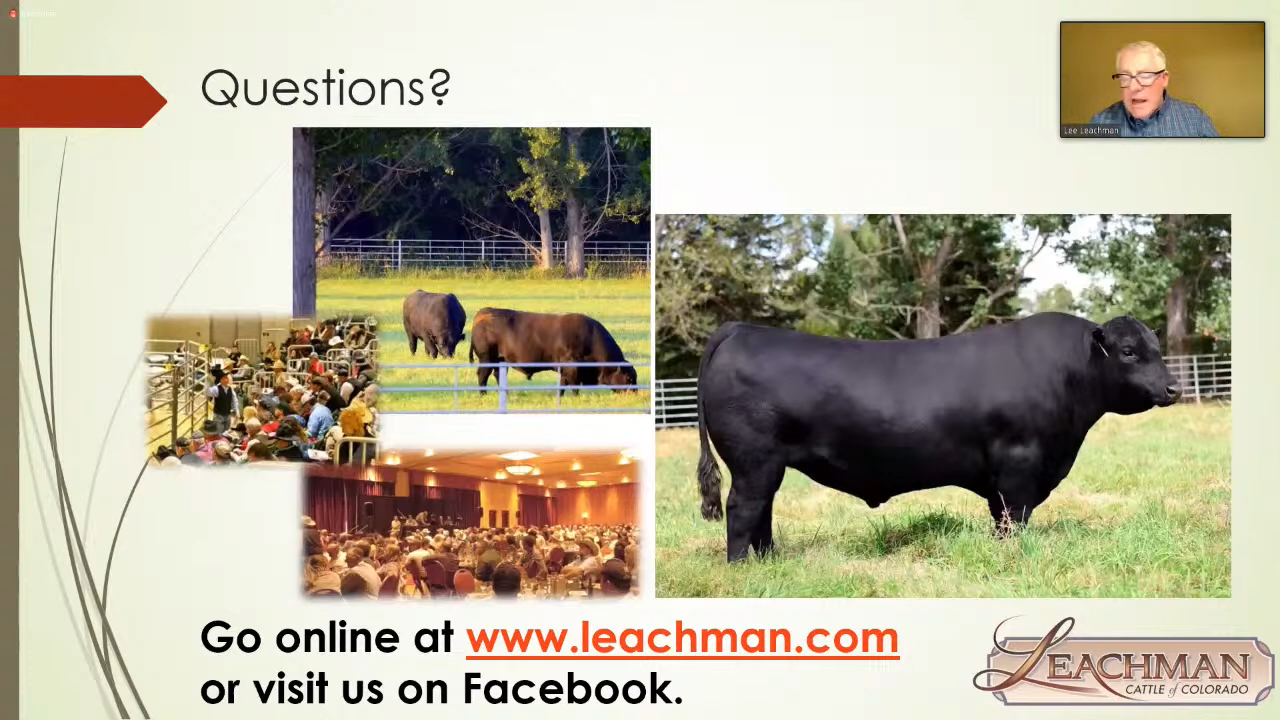 Questions?
Lee Leachman
Go online at www.leachman.com
or visit us on Facebook.
LEACHMAN
CATTLE of COLORADO